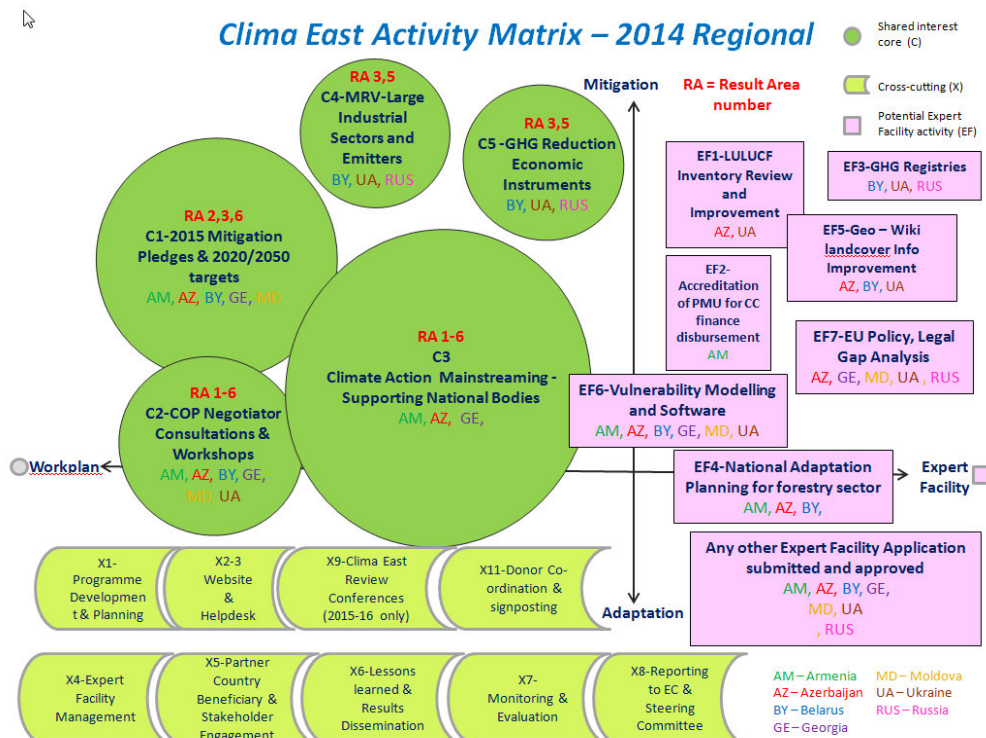 Clima East Activity Matrix – 2014 Regional
Shared interest
core (C)
Cross-cutting (X)
Potential Expert
Facility activity (EF)
Mitigation
RA = Result Area
number
RA 3,5
C4-MRV-Large
Industrial
Sectors and
Emitters
BY, UA, RUS
RA 3,5
C5 -GHG Reduction
Economic
Instruments
BY, UA, RUS
RA 2,3,6
C1-2015 Mitigation
Pledges & 2020/2050
targets
AM, AZ, BY, GE, MD
RA 1-6
C3
Climate Action Mainstreaming -
Supporting National Bodies
AM, AZ, GE,
RA 1-6
C2-COP Negotiator
Consultations &
Workshops
AM, AZ, BY, GE,
MD, UA
EF1-LULUCF
Inventory Review
and
Improvement
AZ, UA
EF3-GHG Registries
BY, UA, RUS
EF5-Geo – Wiki
landcover Info
Improvement
AZ, BY, UA
EF2-
Accreditation
of PMU for CC
finance
disbursement
AM
EF7-EU Policy, Legal
Gap Analysis
AZ, GE, MD, UA , RUS
EF6-Vulnerability Modelling
and Software
AM, AZ, BY, GE, MD, UA
Workplan
EF4-National Adaptation
Planning for forestry sector
AM, AZ, BY,
Expert
Facility
Any other Expert Facility Application
submitted and approved
AM, AZ, BY, GE,
MD, UA
, RUS
Adaptation
X1-
Programme
Developmen
t & Planning
X2-3
Website
&
Helpdesk
X9-Clima East
Review
Conferences
(2015-16 only)
X11-Donor Co-
ordination &
signposting
X4-Expert
Facility
Management
X5-Partner
Country
Beneficiary &
Stakeholder
Engagement
X6-Lessons
learned &
Results
Dissemination
X7-
Monitoring &
Evaluation
X8-Reporting
to EC &
Steering
Committee
AM – Armenia
AZ – Azerbaijan
BY – Belarus
GE – Georgia
MD – Moldova
UA – Ukraine
RUS – Russia